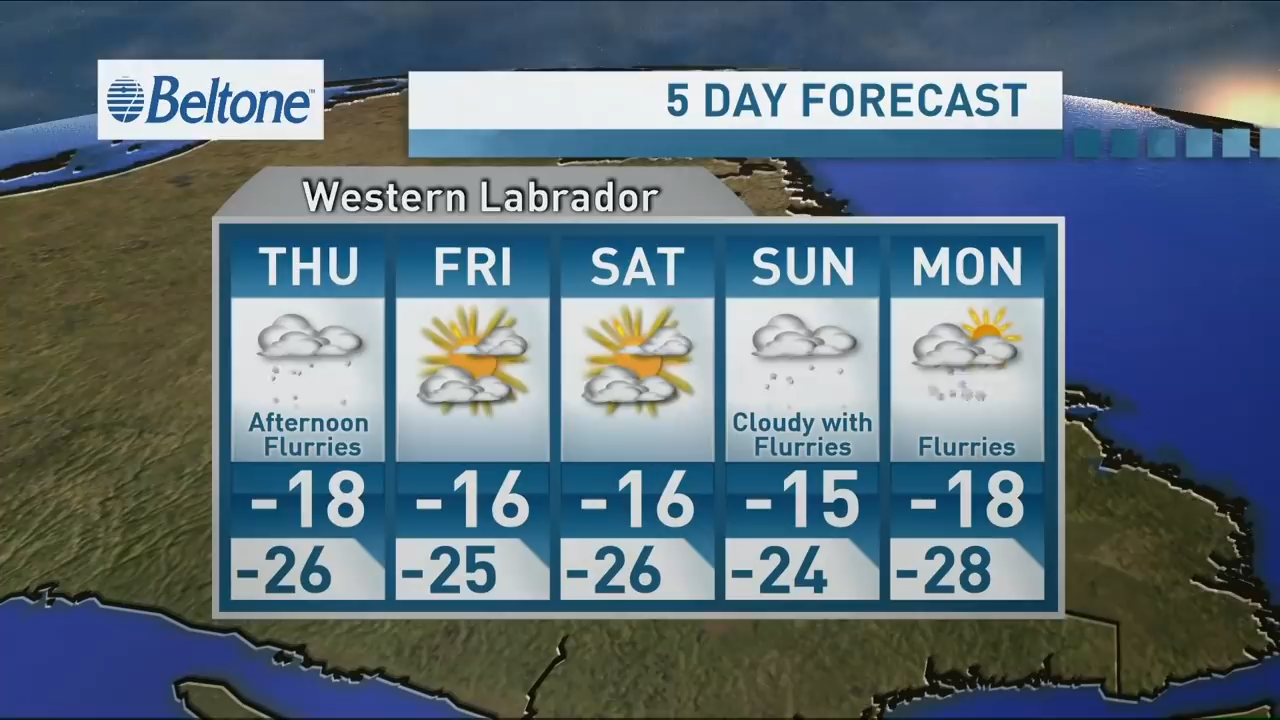 Beltone™
5 DAY FORECAST
Western Labrador
THU FRI SAT SUN MON
Afternoon
Flurries
Cloudy with
Flurries
Flurries
-18 -16 -16 -15 -18
-26 -25 -26 -24 -28